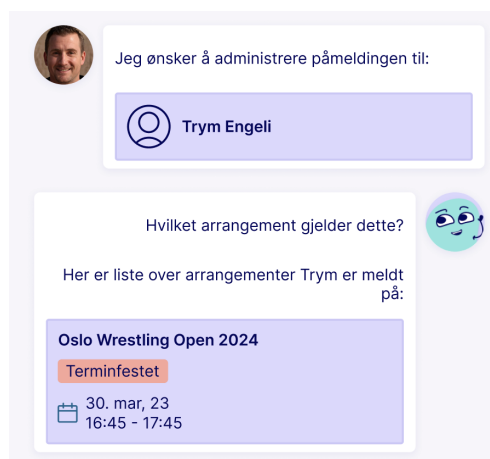 Jeg ønsker å administrere påmeldingen til:
Trym Engeli
Hvilket arrangement gjelder dette?
Her er liste over arrangementer Trym er meldt
på:
Oslo Wrestling Open 2024
Terminfestet
30. mar, 23
16:45 - 17:45